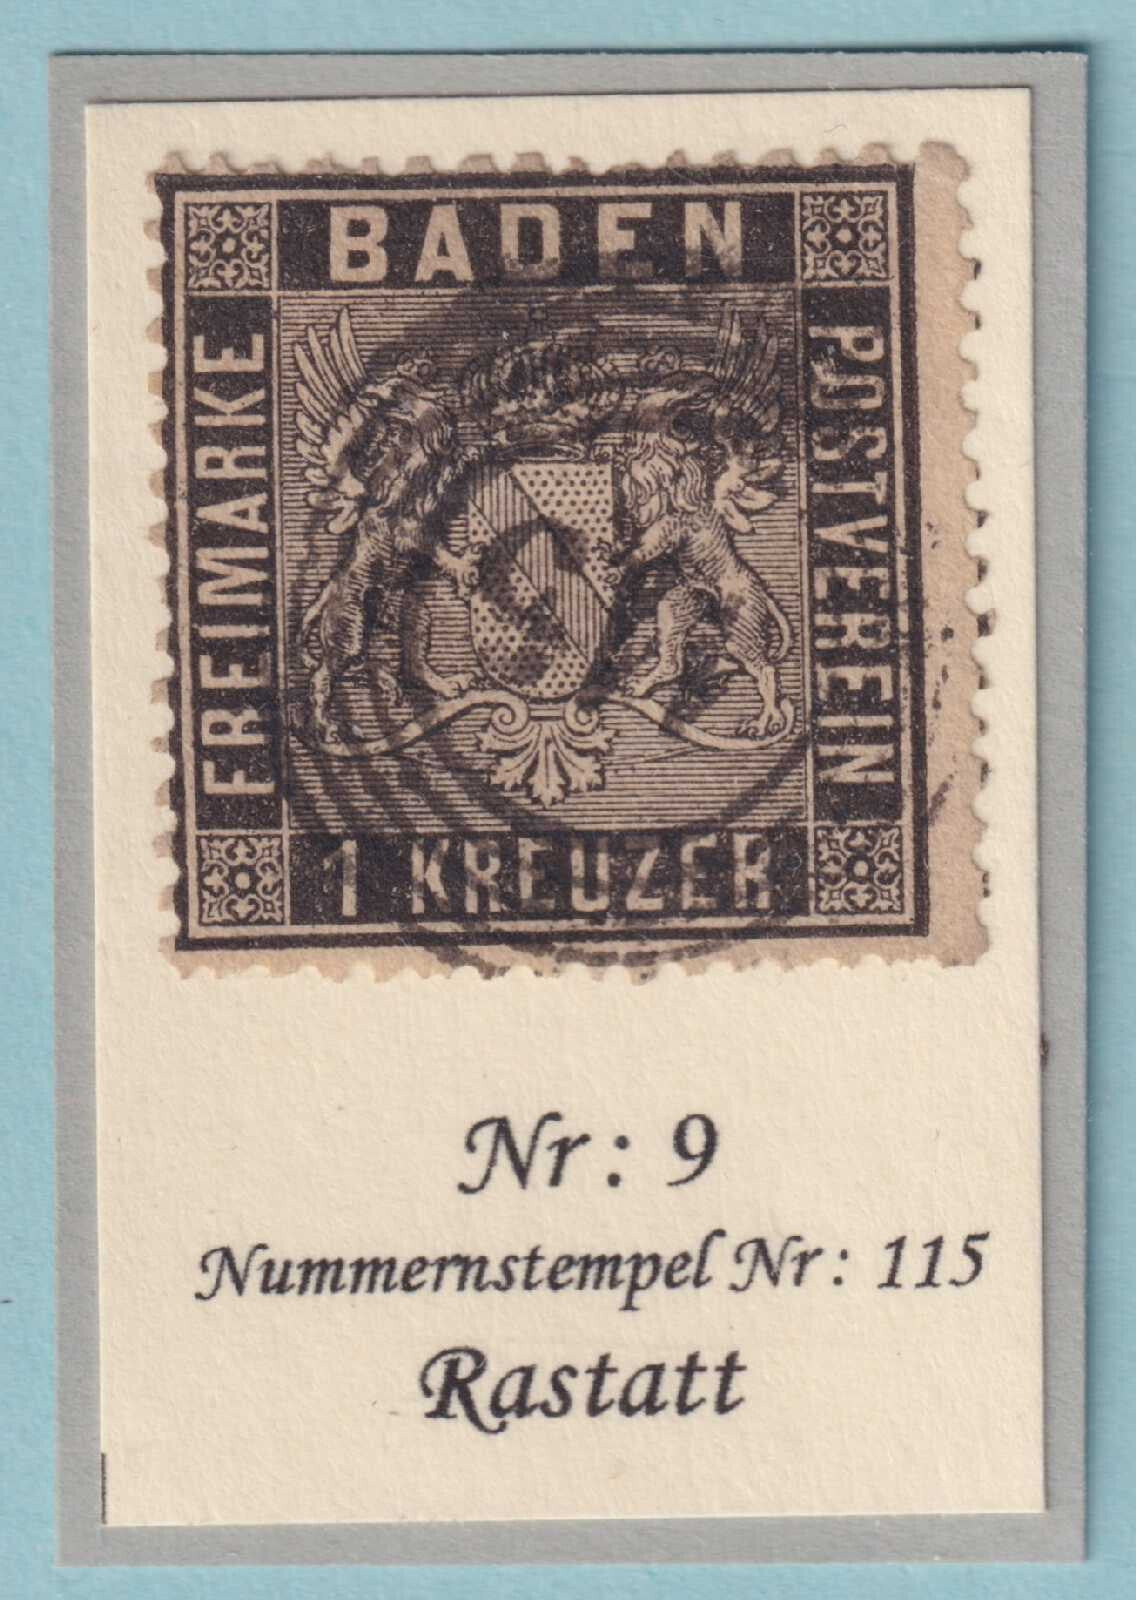 BADEN
FREIMARKE
POSTVEREIN
1 KREUZER
Nr: 9
Nummernstempel Nr: 115
Rastatt